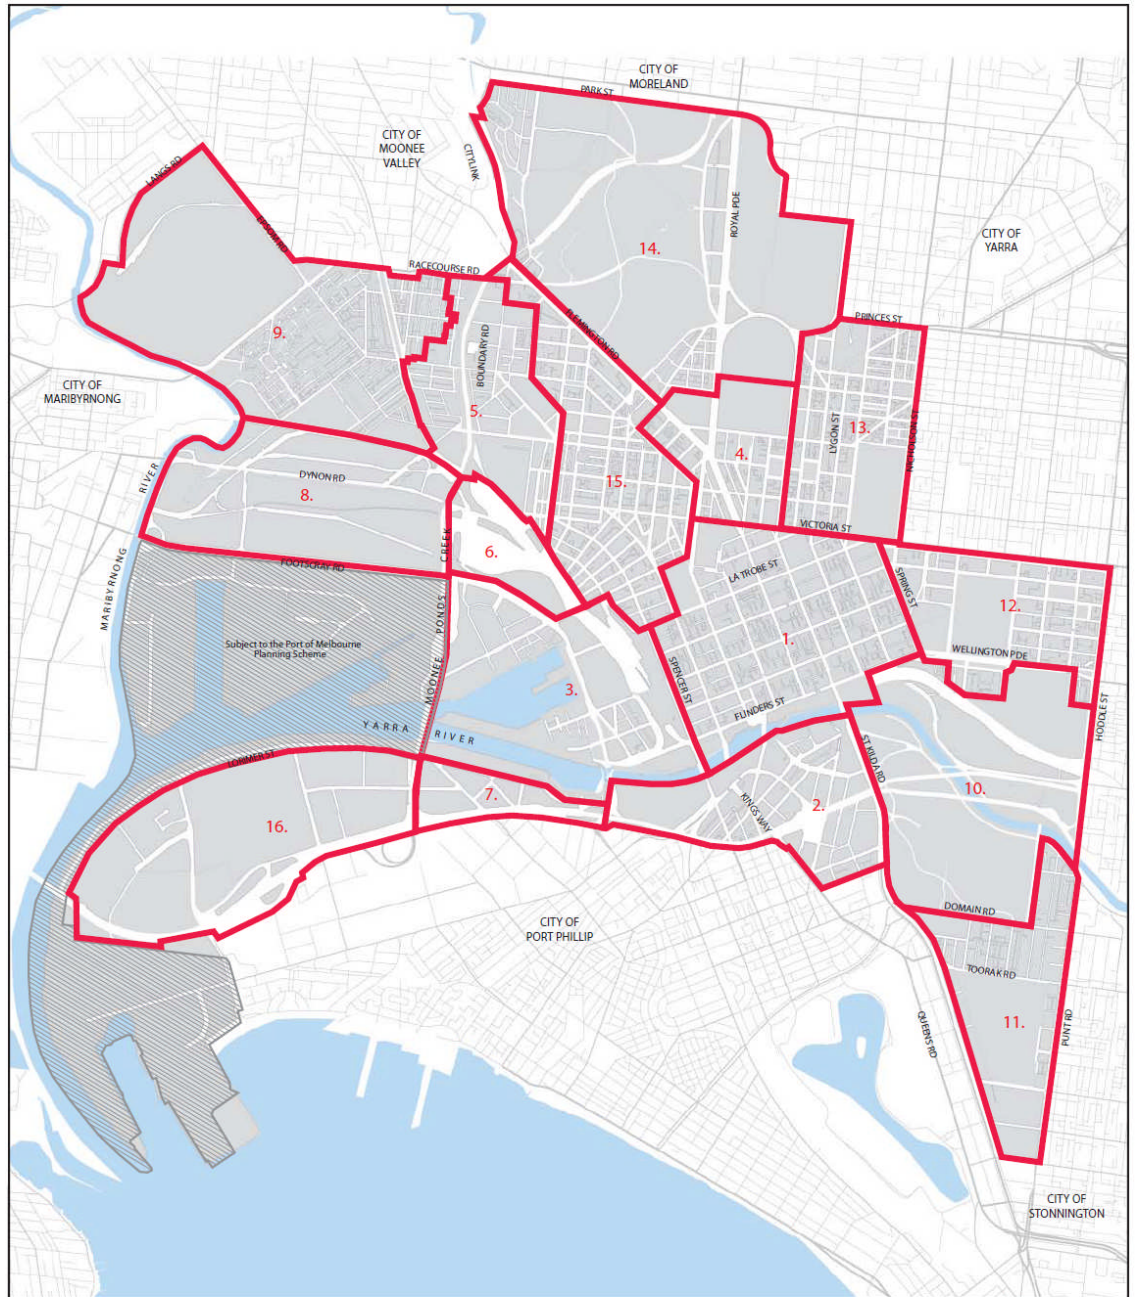 CITY OF
MORELAND
PARK ST
CITY OF
MOONEE
VALLEY
CITYLINK
LANGS RD
ROYAL PDE
EPSOM RD
CITY OF
YARRA
14.
RACECOURSE RD
PRINCES ST
FLEMINGTON RD
9.
BOUNDARY RD
CITY OF
MARIBYRNONG
5.
LYGON ST
13.
NICHOLSON ST
4.
DYNON RD
15.
8.
VICTORIA ST
MARIBYRNONG RIVER
6.
FOOTSCRAY RD
MOONEE PONDS CREEK
LA TROBE ST
SPRING ST
12.
Subject to the Port of Melbourne
Planning Scheme
1.
WELLINGTON PDE
SPENCER ST
3.
FLINDERS ST
HODDLE ST
YARRA RIVER
LORIMER ST
ST KILDA RD
7.
10.
KINGS WAY
2.
16.
DOMAIN RD
CITY OF
PORT PHILLIP
TOORAK RD
11.
QUEENS RD
PUNT RD
CITY OF
STONNINGTON